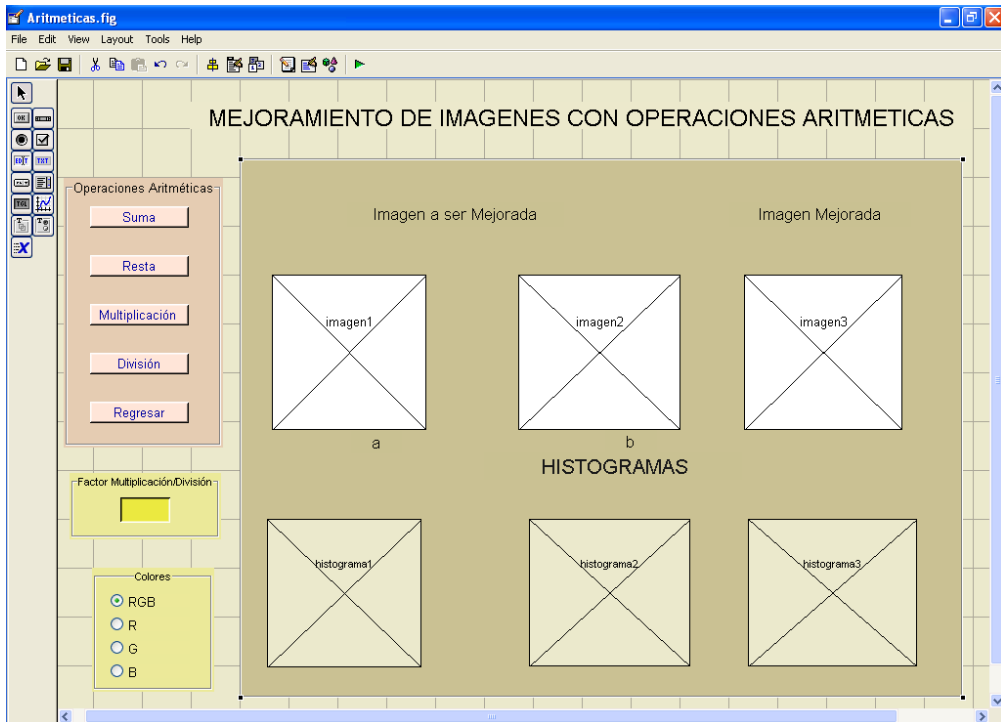 Aritmeticas.fig
File Edit View Layout Tools Help
MEJORAMIENTO DE IMAGENES CON OPERACIONES ARITMETICAS
Operaciones Aritméticas
Suma
Resta
Multiplicación
División
Regresar
Factor Multiplicación/División
Colores
RGB
R
G
B
Imagen a ser Mejorada
Imagen Mejorada
imagen1
imagen2
imagen3
a
b
HISTOGRAMAS
histograma1
histograma2
histograma3